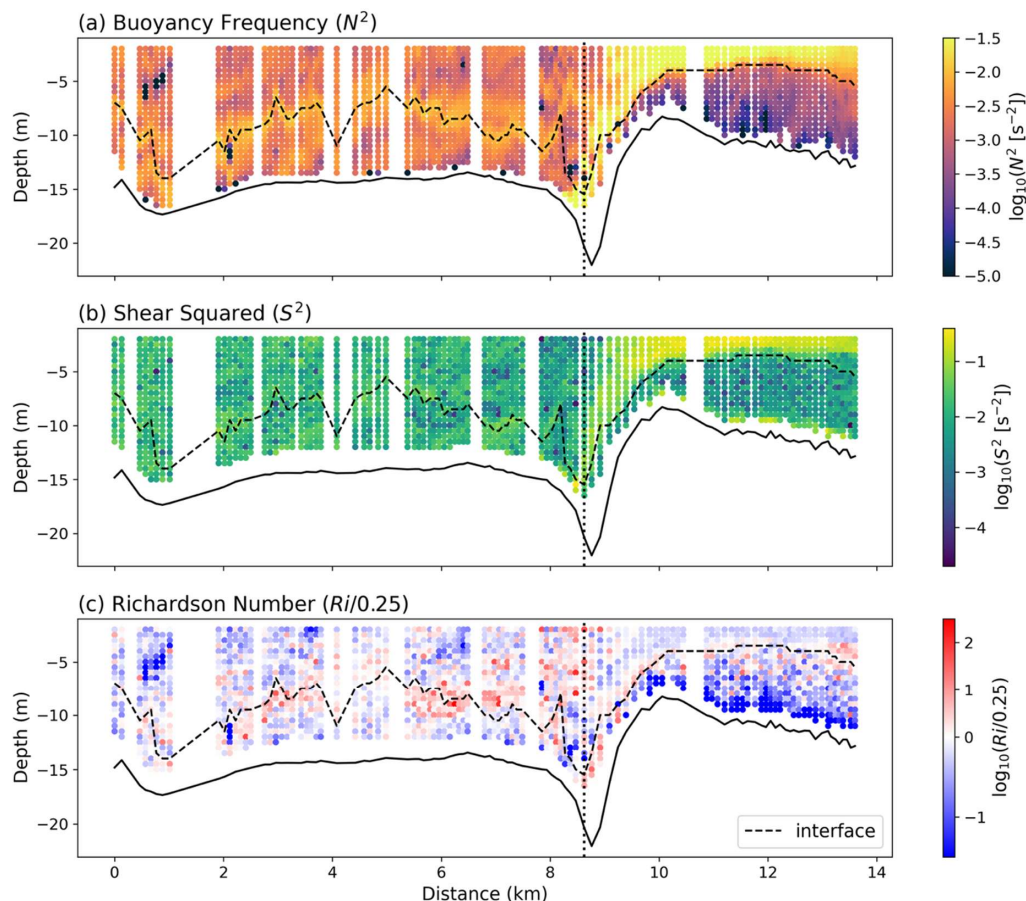 (a) Buoyancy Frequency (N²)
Depth (m)
−5
−10
−15
−20
−1.5
−2.0
−2.5
−3.0
−3.5
−4.0
−4.5
−5.0
log₁₀(N² [s⁻²])
(b) Shear Squared (S²)
Depth (m)
−5
−10
−15
−20
−1
−2
−3
−4
log₁₀(S² [s⁻²])
(c) Richardson Number (Ri/0.25)
Depth (m)
−5
−10
−15
−20
interface
0 2 4 6 8 10 12 14
Distance (km)
2
1
0
−1
log₁₀(Ri/0.25)